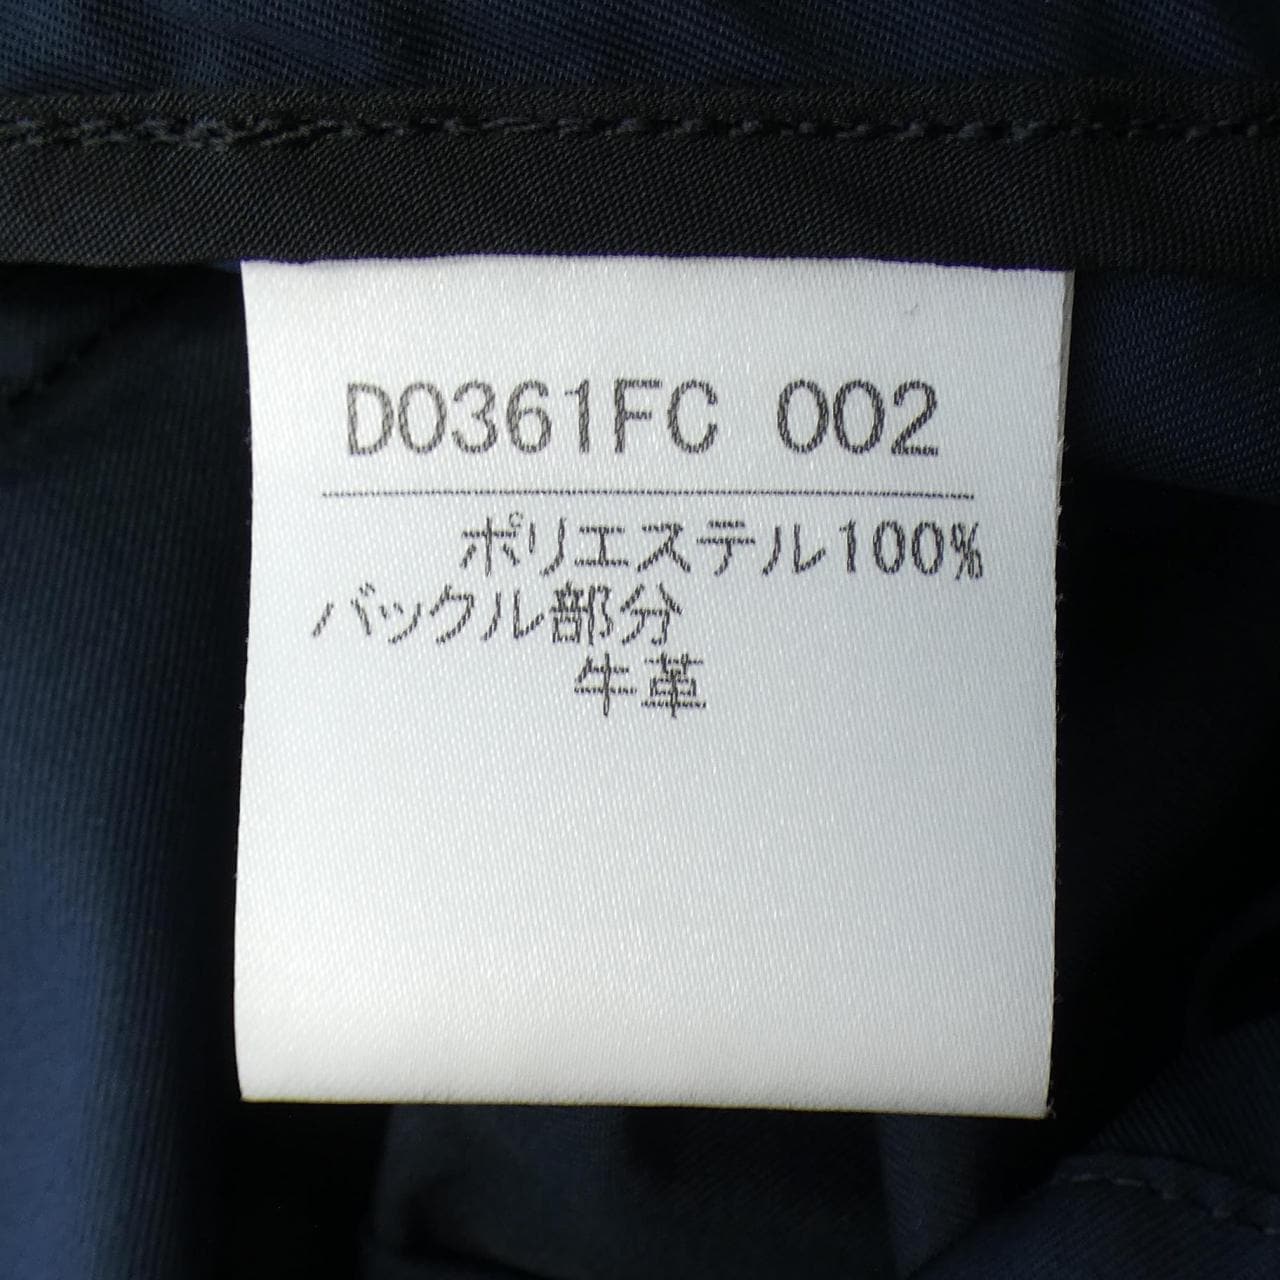 D0361FC 002
ポリエステル100%
バックル部分
牛革